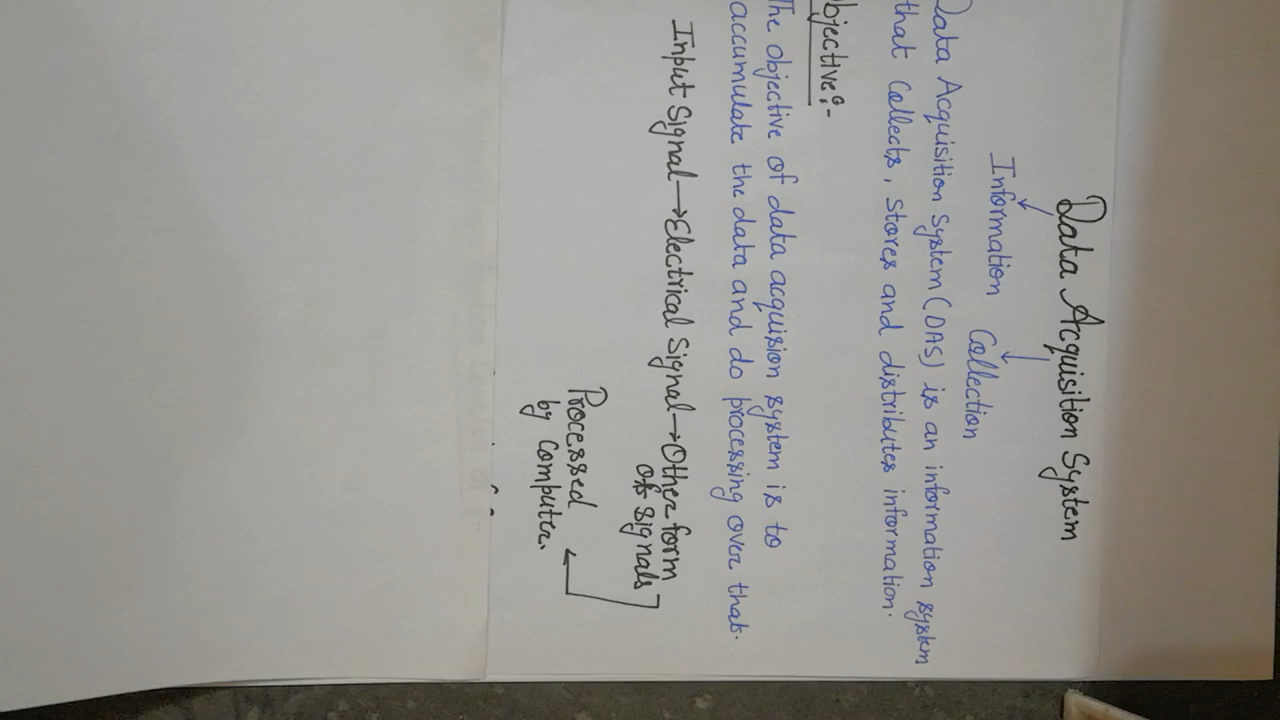 Data Acquisition System
Information Collection
Data Acquisition System (DAS) is an information system
that Collects, Stores and distributes information.
bjective:-
The objective of data acquision system is to
accumulate the data and do processing over that.
Input Signal→Electrical Signal→Other form
of signals
Processed
by Computer.